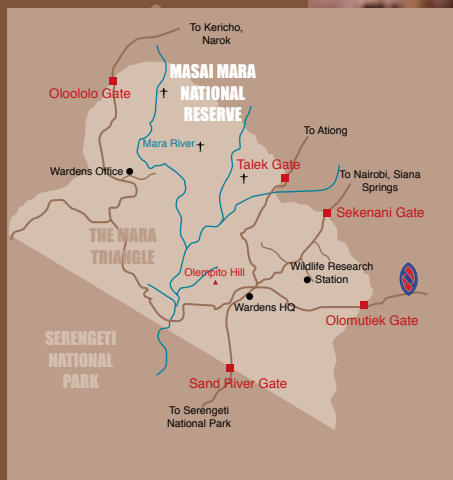 To Kericho,
Narok
MASAI MARA
NATIONAL
RESERVE
Oloololo Gate
To Ationg
Mara River
Talek Gate
Wardens Office
To Nairobi, Siana
Springs
Sekenani Gate
THE MARA
TRIANGLE
Olempito Hill
Wildlife Research
Station
Wardens HQ
Olomutiek Gate
SERENGETI
NATIONAL
PARK
Sand River Gate
To Serengeti
National Park